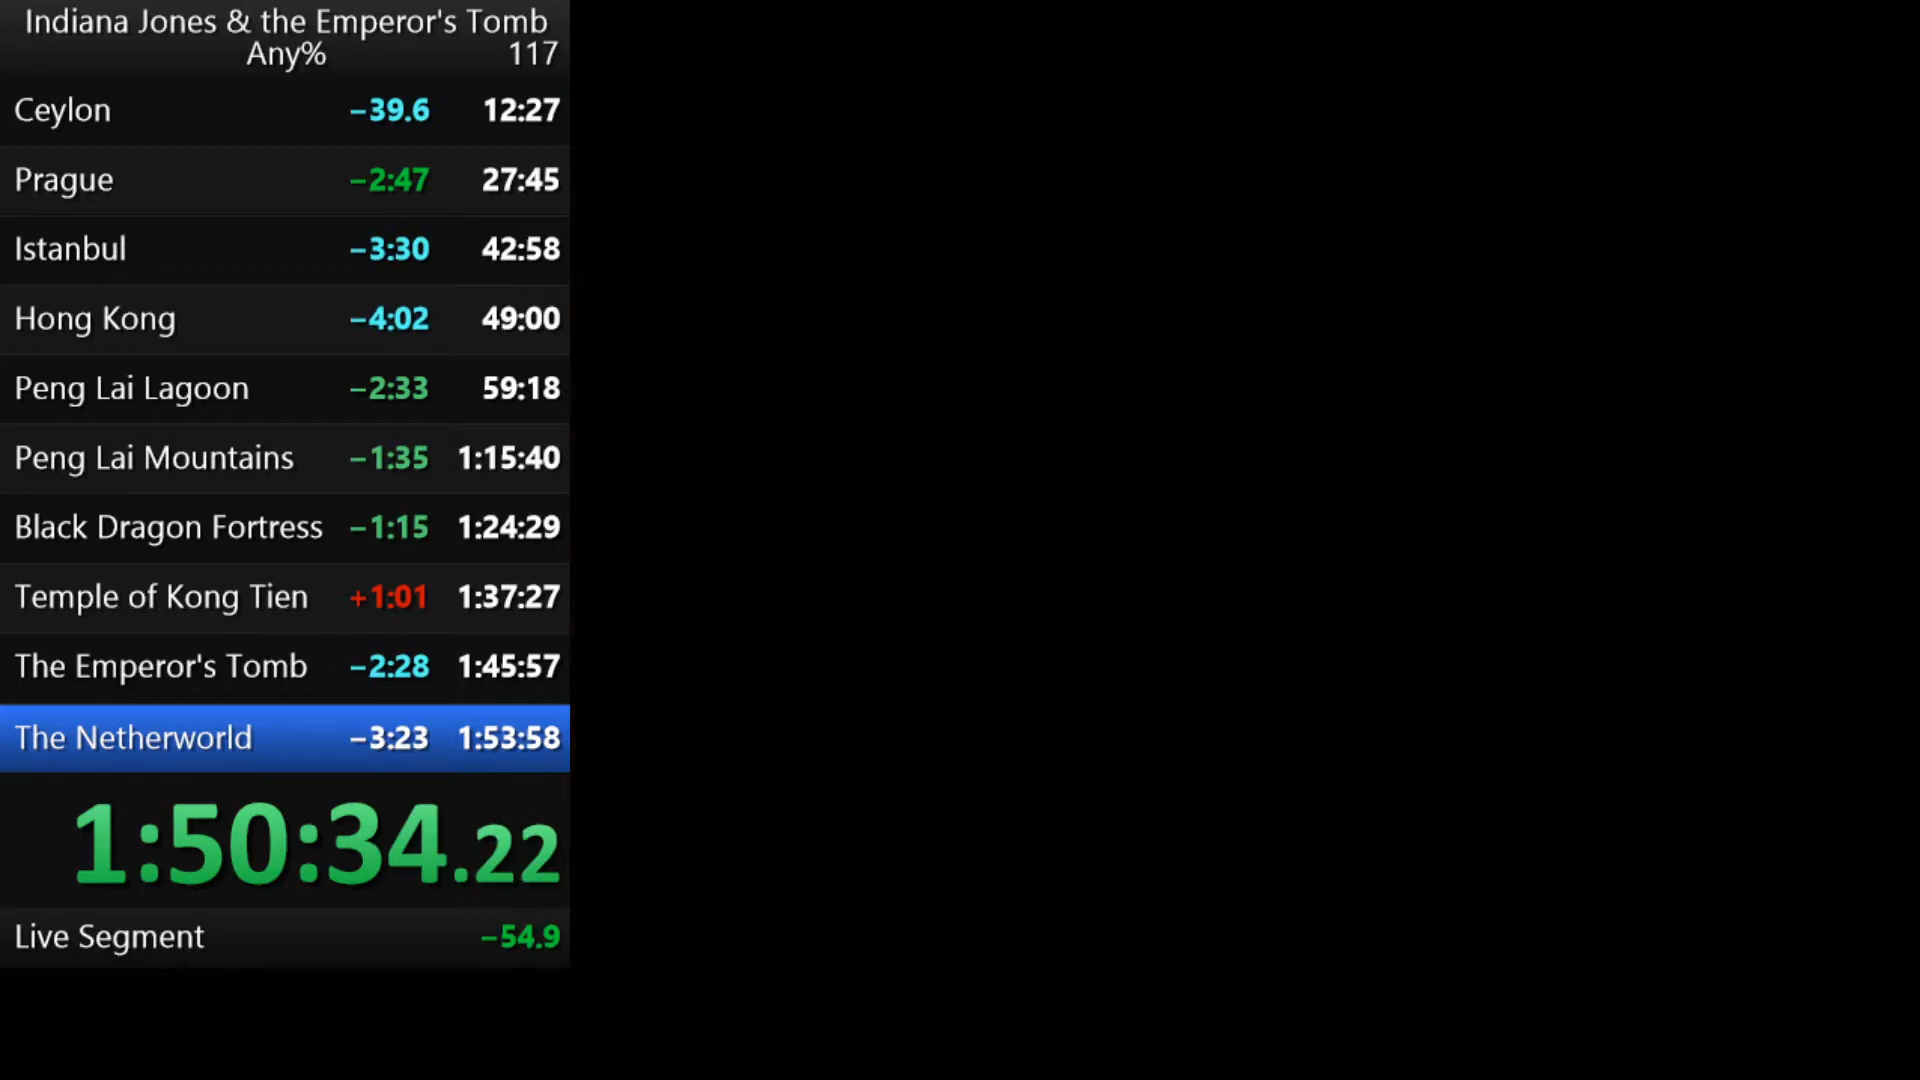 Indiana Jones & the Emperor's Tomb
Any% 117
Ceylon −39.6 12:27
Prague −2:47 27:45
Istanbul −3:30 42:58
Hong Kong −4:02 49:00
Peng Lai Lagoon −2:33 59:18
Peng Lai Mountains −1:35 1:15:40
Black Dragon Fortress −1:15 1:24:29
Temple of Kong Tien +1:01 1:37:27
The Emperor's Tomb −2:28 1:45:57
The Netherworld −3:23 1:53:58
1:50:34.22
Live Segment −54.9